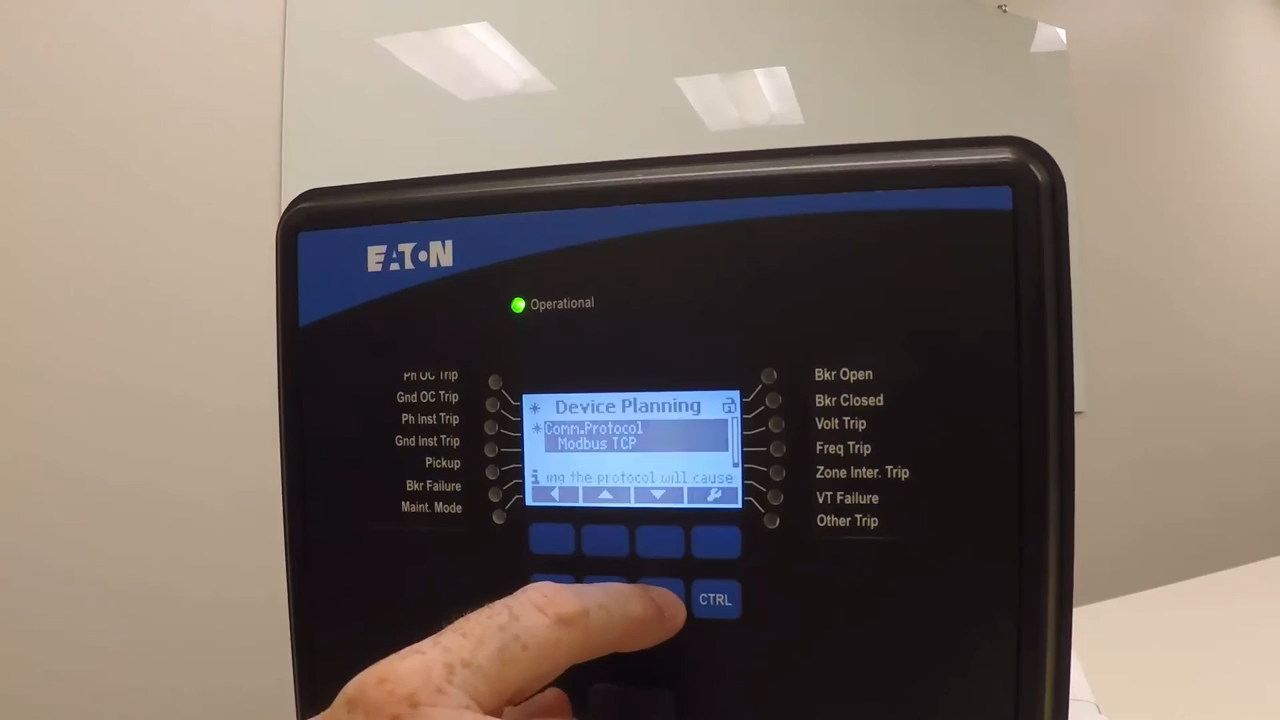 EATON
Operational
Ph OC Trip
Gnd OC Trip
Ph Inst Trip
Gnd Inst Trip
Pickup
Bkr Failure
Maint. Mode
Device Planning
Comm.Protocol
Modbus TCP
ing the protocol will cause
Bkr Open
Bkr Closed
Volt Trip
Freq Trip
Zone Inter. Trip
VT Failure
Other Trip
CTRL